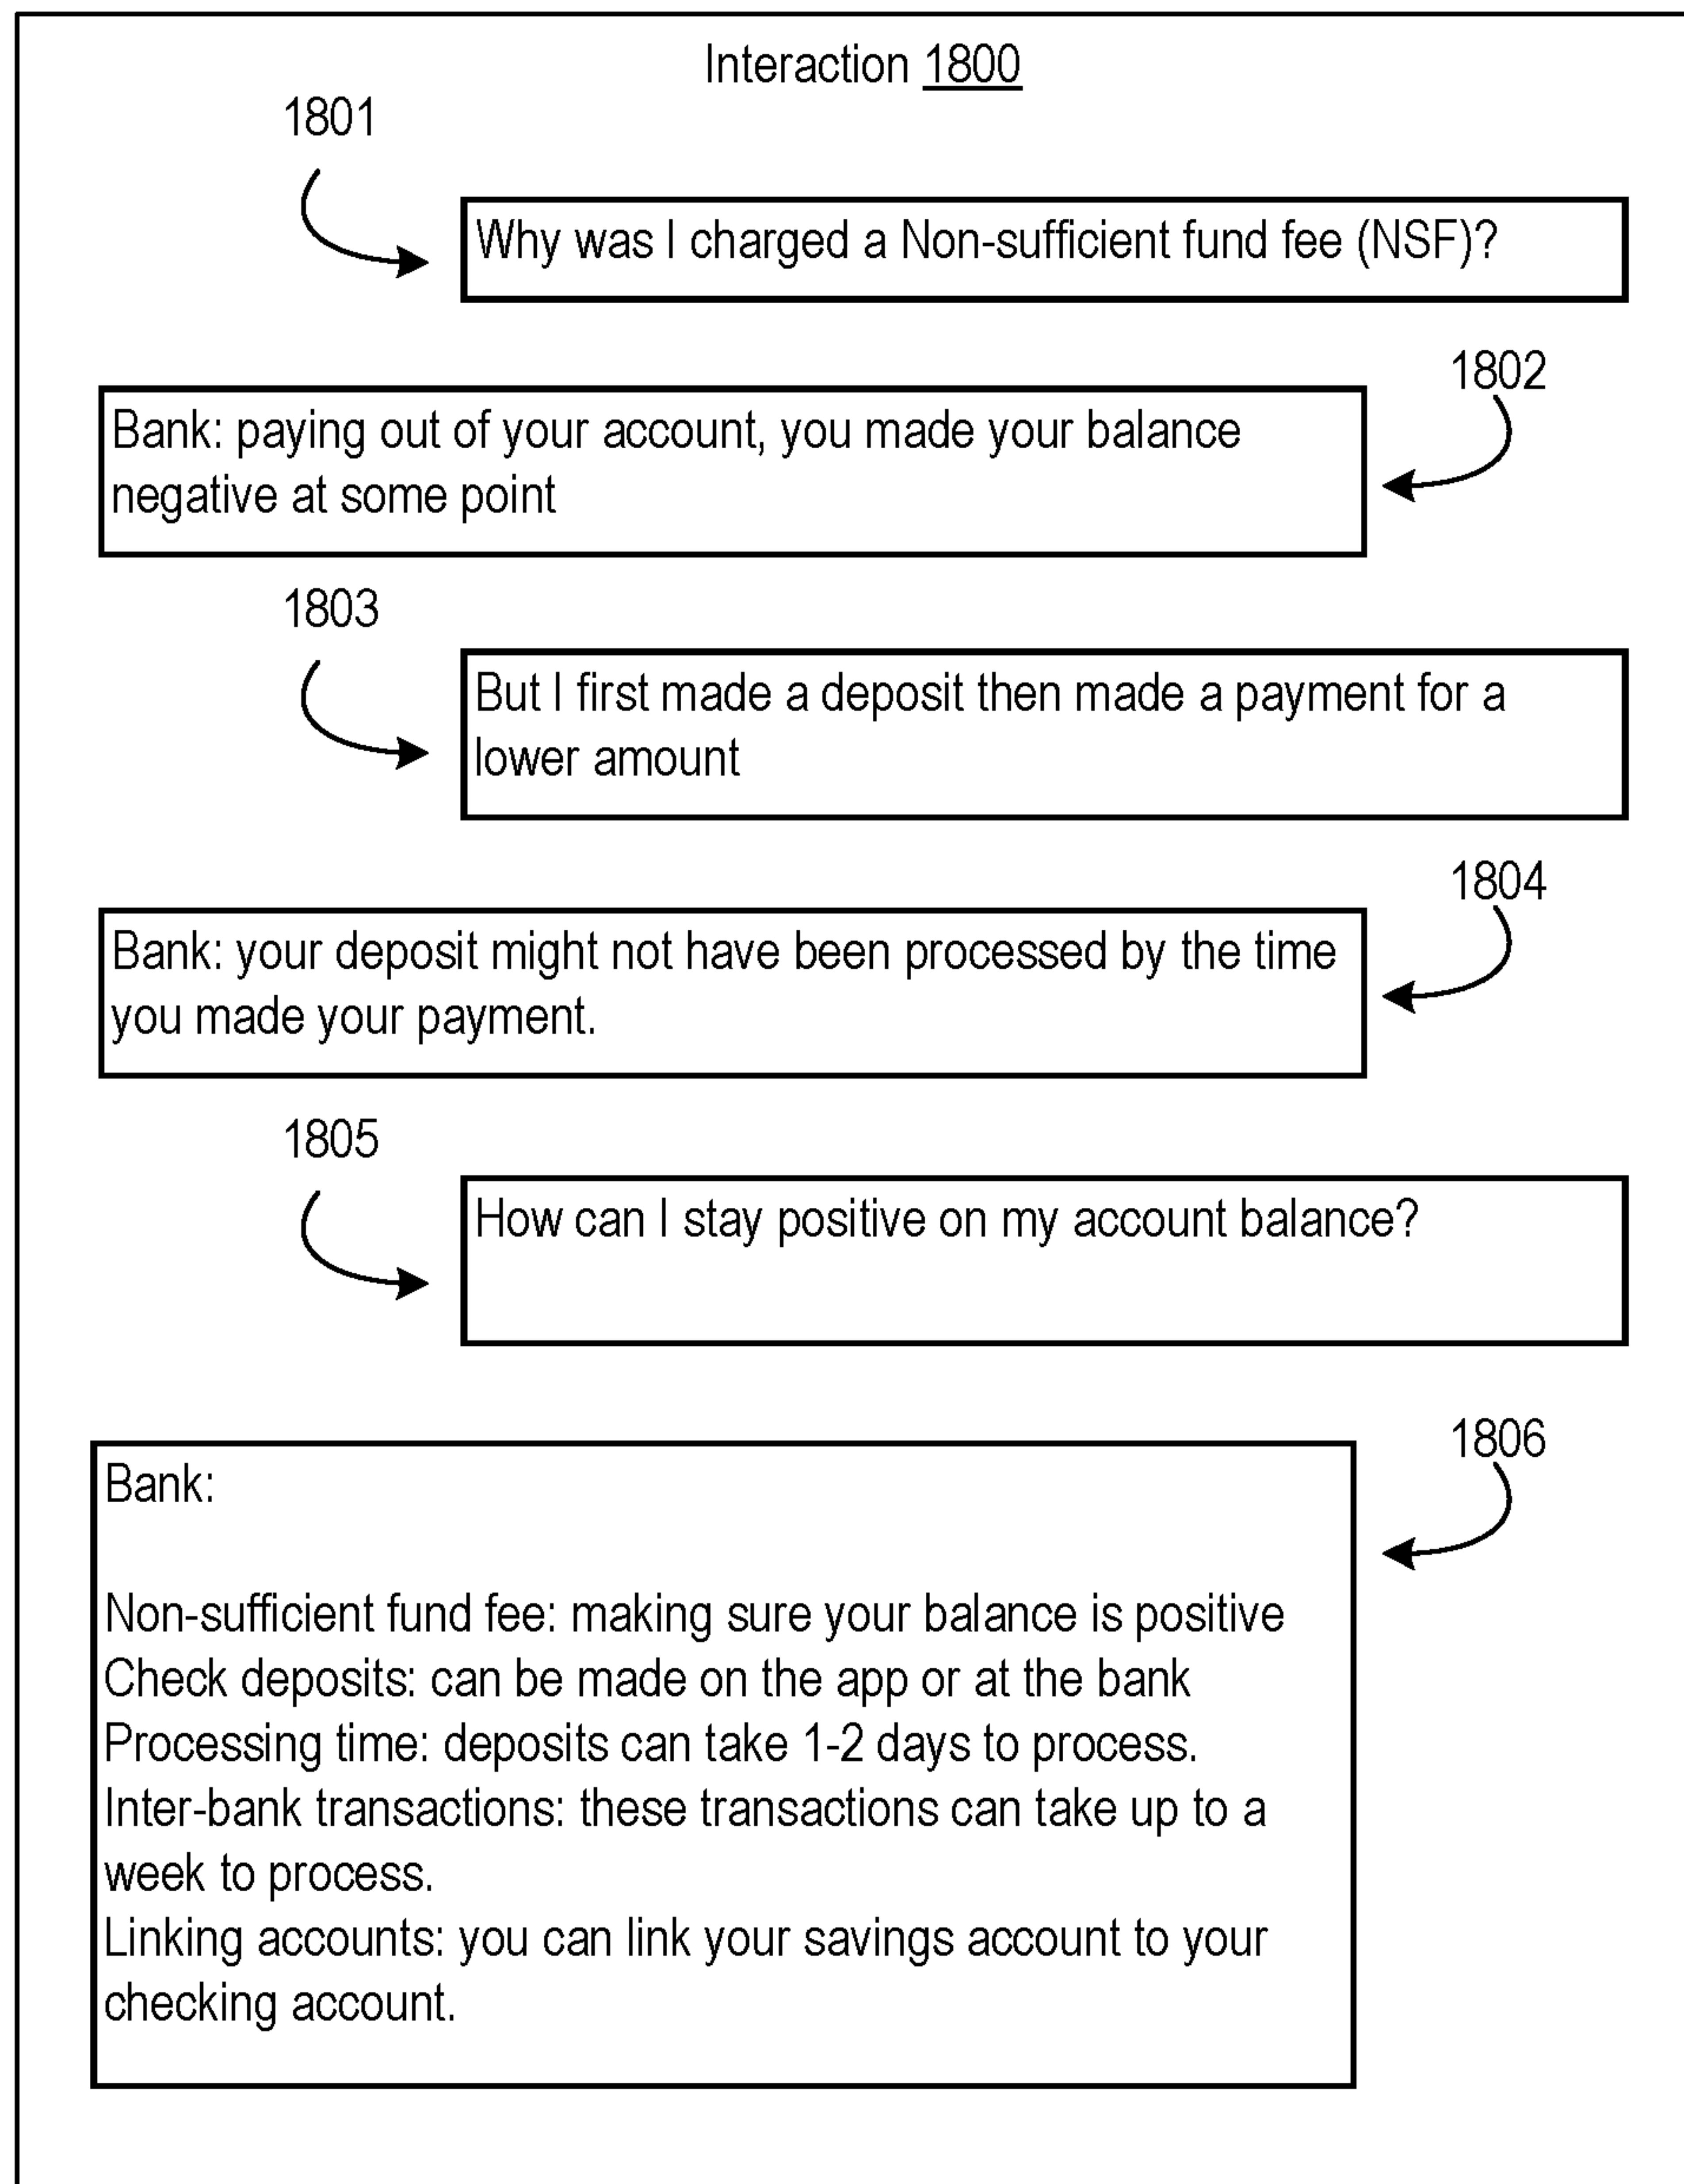 Interaction 1800
1801
Why was I charged a Non-sufficient fund fee (NSF)?
1802
Bank: paying out of your account, you made your balance
negative at some point
1803
But I first made a deposit then made a payment for a
lower amount
1804
Bank: your deposit might not have been processed by the time
you made your payment.
1805
How can I stay positive on my account balance?
1806
Bank:
Non-sufficient fund fee: making sure your balance is positive
Check deposits: can be made on the app or at the bank
Processing time: deposits can take 1-2 days to process.
Inter-bank transactions: these transactions can take up to a
week to process.
Linking accounts: you can link your savings account to your
checking account.